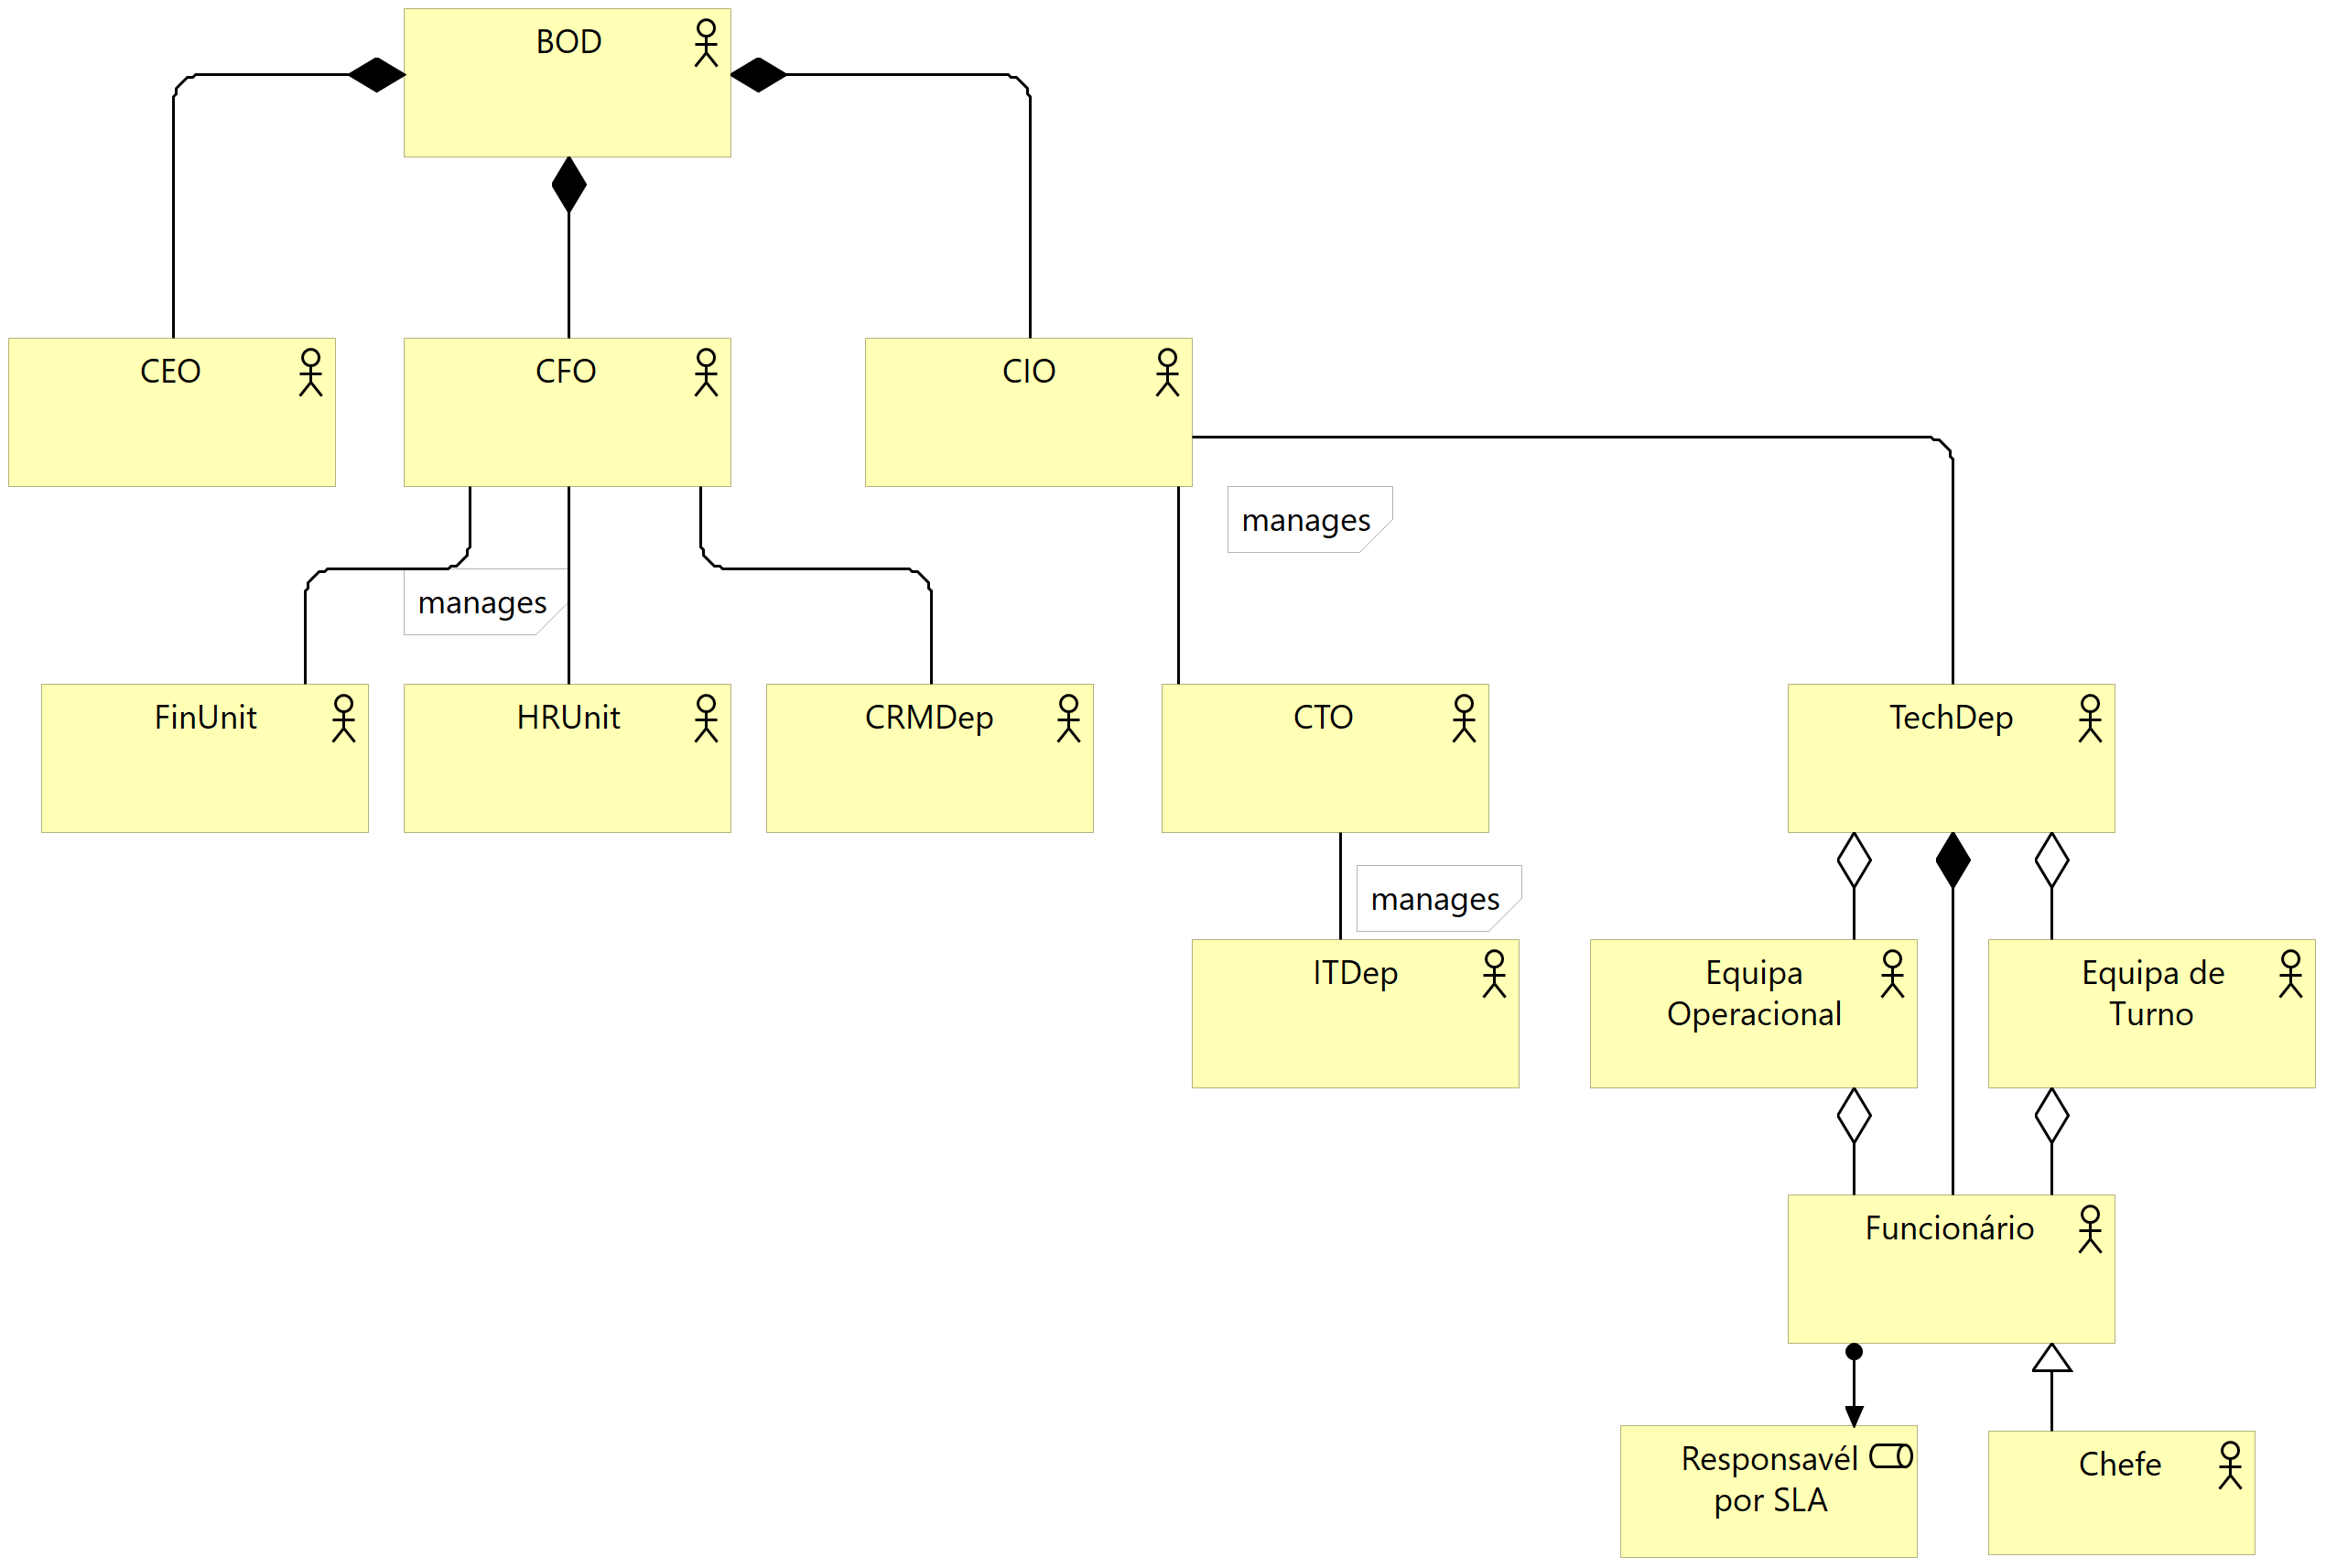 BOD
CEO
CFO
CIO
manages
manages
FinUnit
HRUnit
CRMDep
CTO
TechDep
manages
ITDep
Equipa
Operacional
Equipa de
Turno
Funcionário
Responsavél
por SLA
Chefe